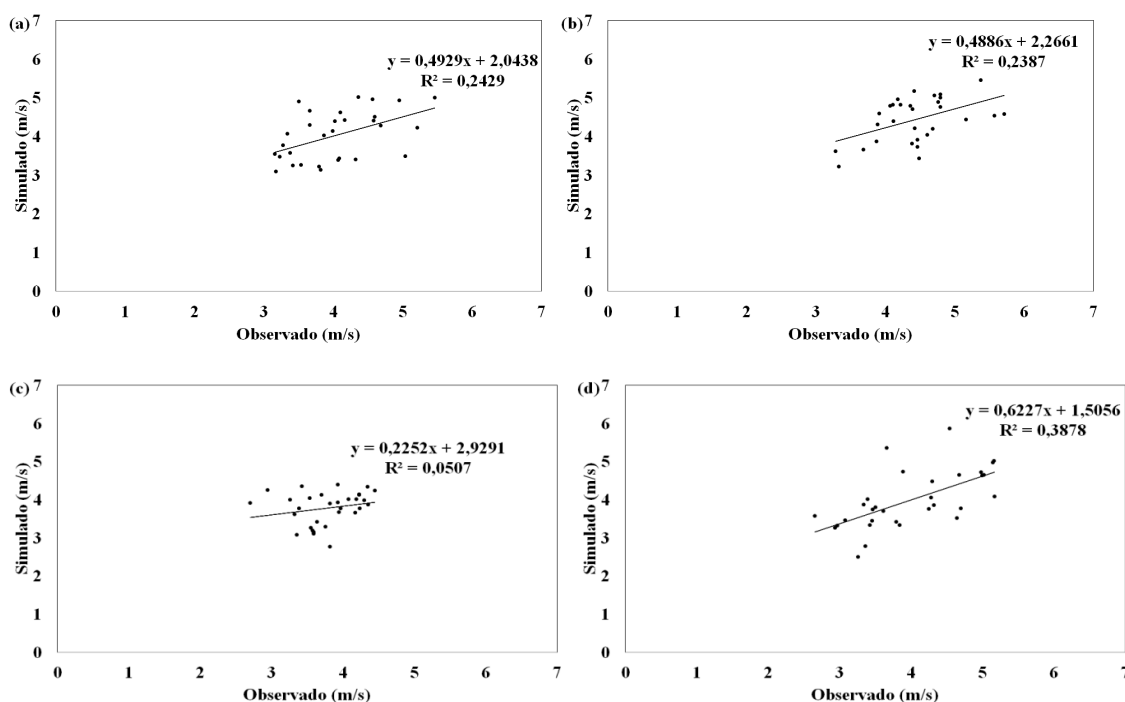 (a)
y = 0,4929x + 2,0438
R² = 0,2429
7
6
5
4
3
2
1
0
Simulado (m/s)
0 1 2 3 4 5 6 7
Observado (m/s)
(b)
y = 0,4886x + 2,2661
R² = 0,2387
7
6
5
4
3
2
1
0
Simulado (m/s)
0 1 2 3 4 5 6 7
Observado (m/s)
(c)
y = 0,2252x + 2,9291
R² = 0,0507
7
6
5
4
3
2
1
0
Simulado (m/s)
0 1 2 3 4 5 6 7
Observado (m/s)
(d)
y = 0,6227x + 1,5056
R² = 0,3878
7
6
5
4
3
2
1
0
Simulado (m/s)
0 1 2 3 4 5 6 7
Observado (m/s)